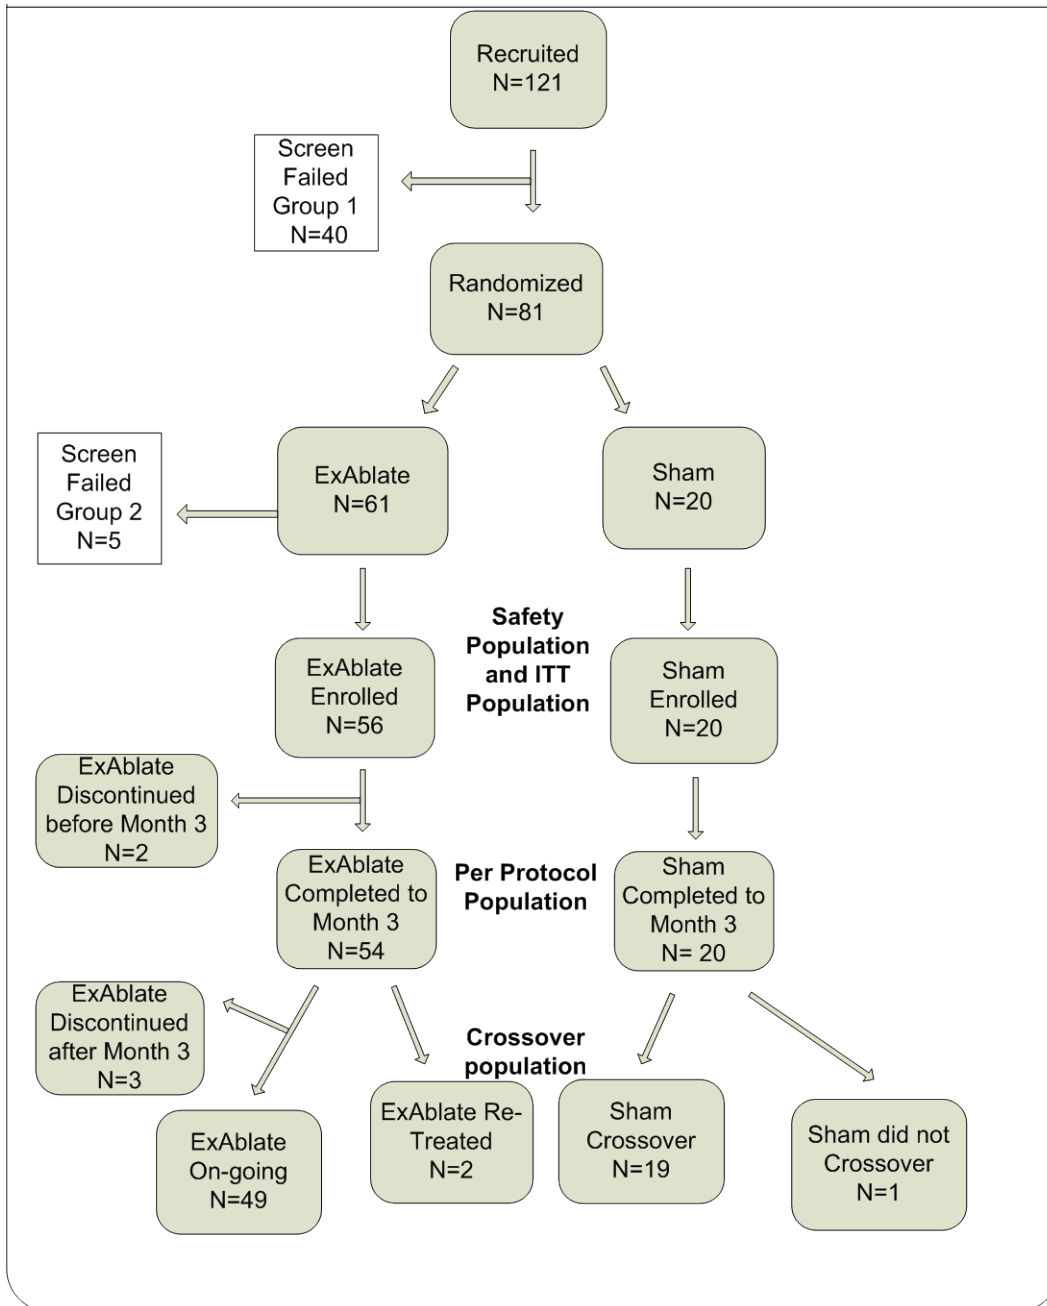 Recruited
N=121
Screen
Failed
Group 1
N=40
Randomized
N=81
Screen
Failed
Group 2
N=5
ExAblate
N=61
Sham
N=20
Safety
Population
and ITT
Population
ExAblate
Enrolled
N=56
Sham
Enrolled
N=20
ExAblate
Discontinued
before Month 3
N=2
ExAblate
Completed to
Month 3
N=54
Per Protocol
Population
Sham
Completed to
Month 3
N= 20
ExAblate
Discontinued
after Month 3
N=3
Crossover
population
ExAblate
On-going
N=49
ExAblate Re-
Treated
N=2
Sham
Crossover
N=19
Sham did not
Crossover
N=1